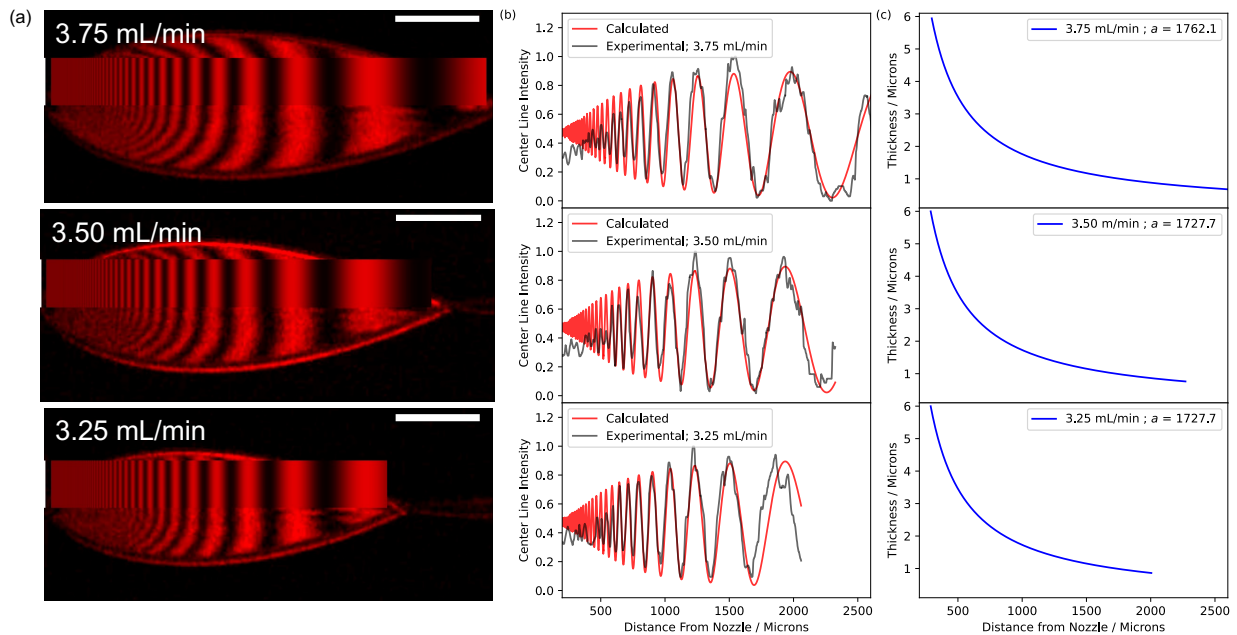 (a)
3.75 mL/min
3.50 mL/min
3.25 mL/min
(b)
Center Line Intensity
1.2
1.0
0.8
0.6
0.4
0.2
0.0
Calculated
Experimental; 3.75 mL/min
Center Line Intensity
1.2
1.0
0.8
0.6
0.4
0.2
0.0
Calculated
Experimental; 3.50 mL/min
Center Line Intensity
1.2
1.0
0.8
0.6
0.4
0.2
0.0
Calculated
Experimental; 3.25 mL/min
500 1000 1500 2000 2500
Distance From Nozzle / Microns
(c)
Thickness / Microns
6
5
4
3
2
1
3.75 mL/min ; a = 1762.1
Thickness / Microns
6
5
4
3
2
1
3.50 m/min ; a = 1727.7
Thickness / Microns
6
5
4
3
2
1
3.25 mL/min ; a = 1727.7
500 1000 1500 2000 2500
Distance from Nozzle / Microns